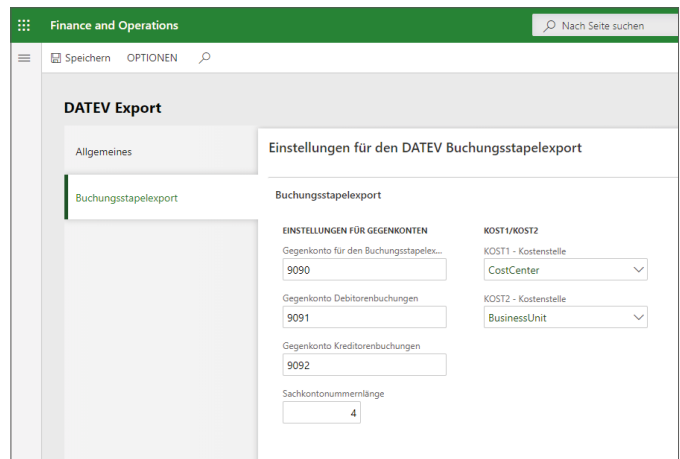 Finance and Operations
Nach Seite suchen
Speichern OPTIONEN
DATEV Export
Allgemeines
Buchungsstapelexport
Einstellungen für den DATEV Buchungsstapelexport
Buchungsstapelexport
EINSTELLUNGEN FÜR GEGENKONTEN
Gegenkonto für den Buchungsstapelex...
9090
Gegenkonto Debitorenbuchungen
9091
Gegenkonto Kreditorenbuchungen
9092
Sachkontonummernlänge
4
KOST1/KOST2
KOST1 - Kostenstelle
CostCenter
KOST2 - Kostenstelle
BusinessUnit